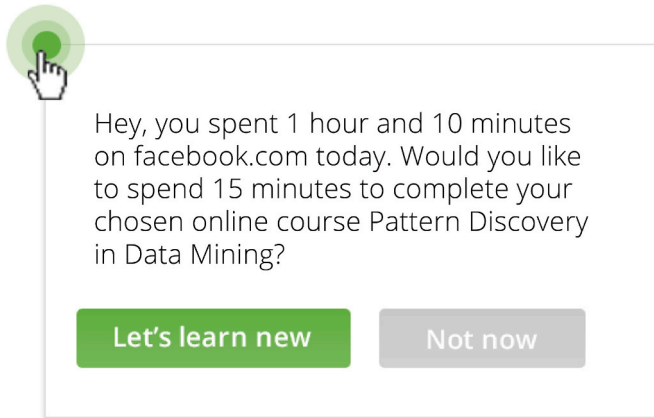 Hey, you spent 1 hour and 10 minutes
on facebook.com today. Would you like
to spend 15 minutes to complete your
chosen online course Pattern Discovery
in Data Mining?
Let's learn new
Not now